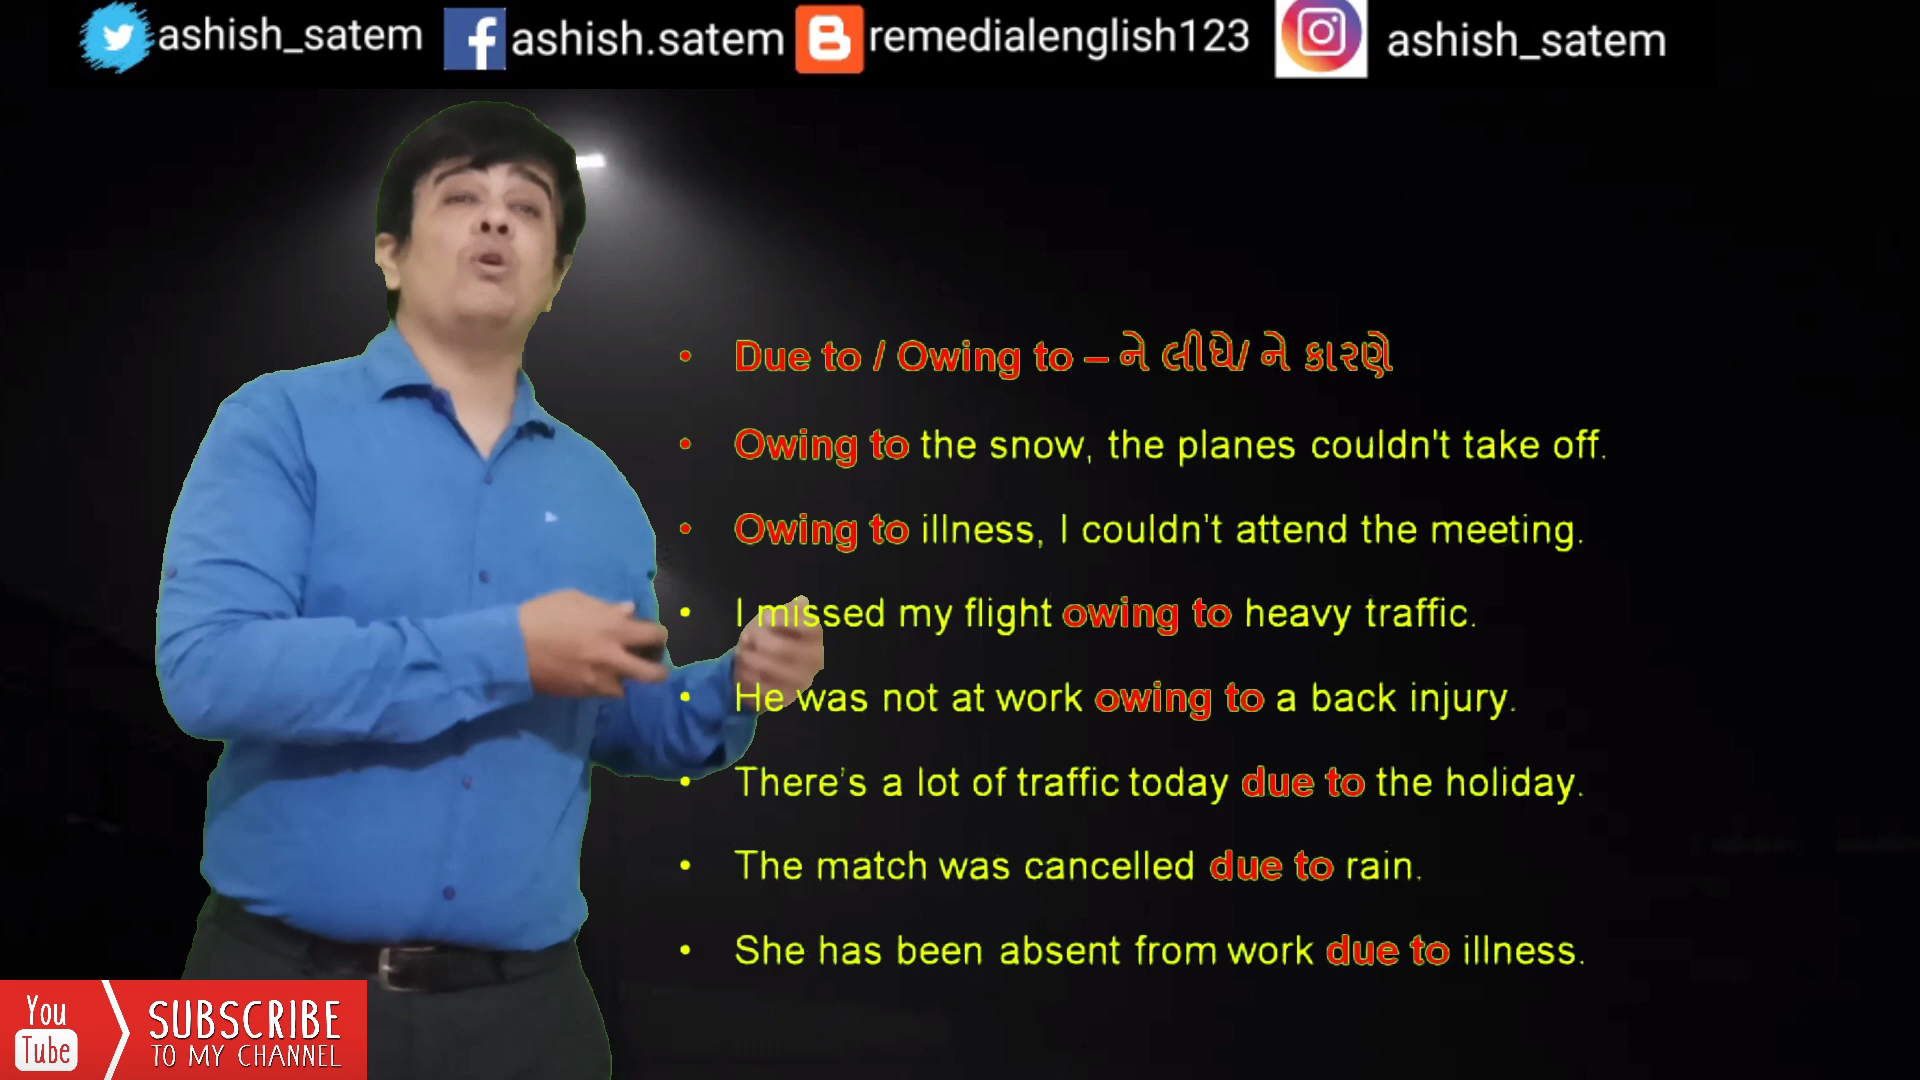 ashish_satem ashish.satem remedialenglish123 ashish_satem
• Due to / Owing to – ને લીધે/ ને કારણે
• Owing to the snow, the planes couldn't take off.
• Owing to illness, I couldn't attend the meeting.
• I missed my flight owing to heavy traffic.
• He was not at work owing to a back injury.
• There's a lot of traffic today due to the holiday.
• The match was cancelled due to rain.
• She has been absent from work due to illness.
You
Tube
SUBSCRIBE
TO MY CHANNEL